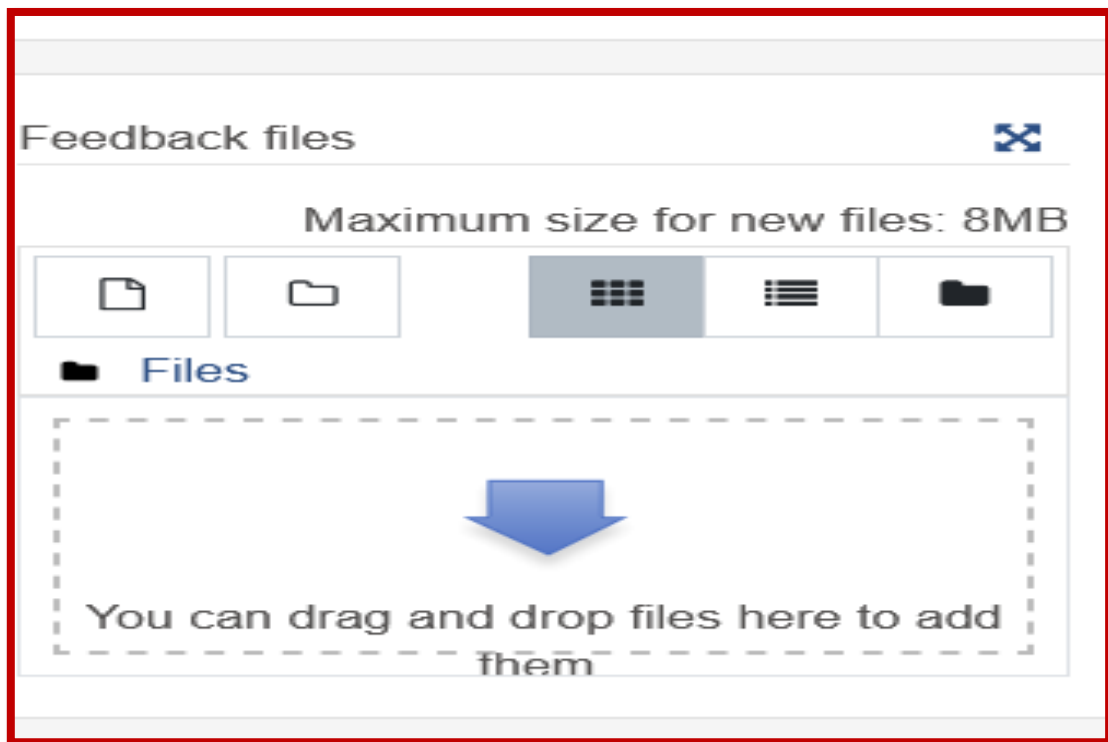 Feedback files
Maximum size for new files: 8MB
Files
You can drag and drop files here to add
them